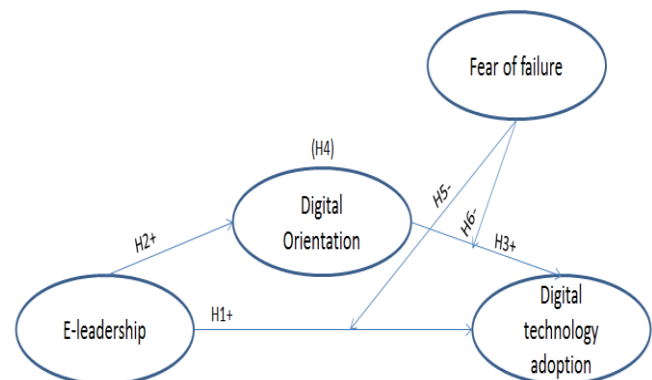 Fear of failure
(H4)
Digital
Orientation
H5-
H6-
H2+
H3+
E-leadership
H1+
Digital
technology
adoption